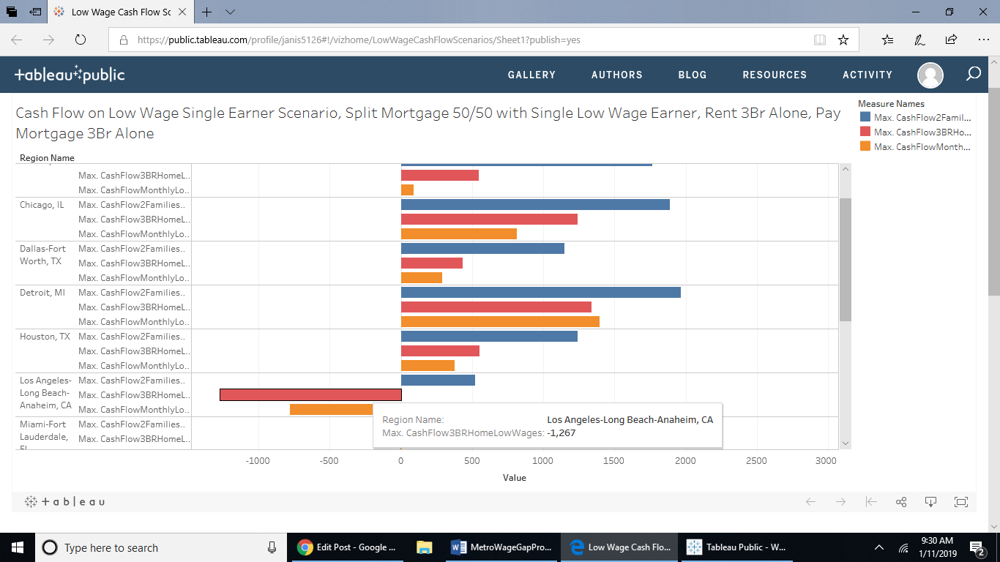 Low Wage Cash Flow Sc
https://public.tableau.com/profile/janis5126#!/vizhome/LowWageCashFlowScenarios/Sheet1?publish=yes
tableau public
GALLERY AUTHORS BLOG RESOURCES ACTIVITY
Cash Flow on Low Wage Single Earner Scenario, Split Mortgage 50/50 with Single Low Wage Earner, Rent 3Br Alone, Pay
Mortgage 3Br Alone
Measure Names
Max. CashFlow2Famil...
Max. CashFlow3BRHo...
Max. CashFlowMonth...
Region Name
Max. CashFlow3BRHomeL..
Max. CashFlowMonthlyLo..
Chicago, IL Max. CashFlow2Families..
Max. CashFlow3BRHomeL..
Max. CashFlowMonthlyLo..
Dallas-Fort Max. CashFlow2Families..
Worth, TX Max. CashFlow3BRHomeL..
Max. CashFlowMonthlyLo..
Detroit, MI Max. CashFlow2Families..
Max. CashFlow3BRHomeL..
Max. CashFlowMonthlyLo..
Houston, TX Max. CashFlow2Families..
Max. CashFlow3BRHomeL..
Max. CashFlowMonthlyLo..
Los Angeles- Max. CashFlow2Families..
Long Beach- Max. CashFlow3BRHomeL..
Anaheim, CA Max. CashFlowMonthlyLo..
Region Name: Los Angeles-Long Beach-Anaheim, CA
Max. CashFlow3BRHomeLowWages: -1,267
Miami-Fort Max. CashFlow2Families..
Lauderdale, Max. CashFlow3BRHomeL..
FL
-1000 -500 0 500 1000 1500 2000 2500 3000
Value
tableau
Type here to search
Edit Post - Google ...
MetroWageGapPro...
Low Wage Cash Flo...
Tableau Public - W...
9:30 AM
1/11/2019
2